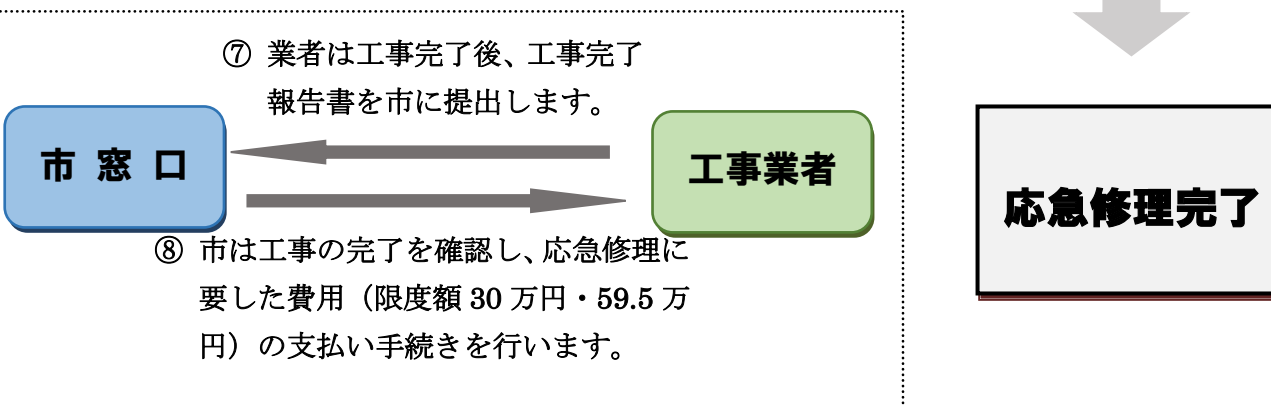 ⑦ 業者は工事完了後、工事完了
報告書を市に提出します。
市 窓 口
工事業者
⑧ 市は工事の完了を確認し、応急修理に
要した費用（限度額 30 万円・59.5 万
円）の支払い手続きを行います。
応急修理完了